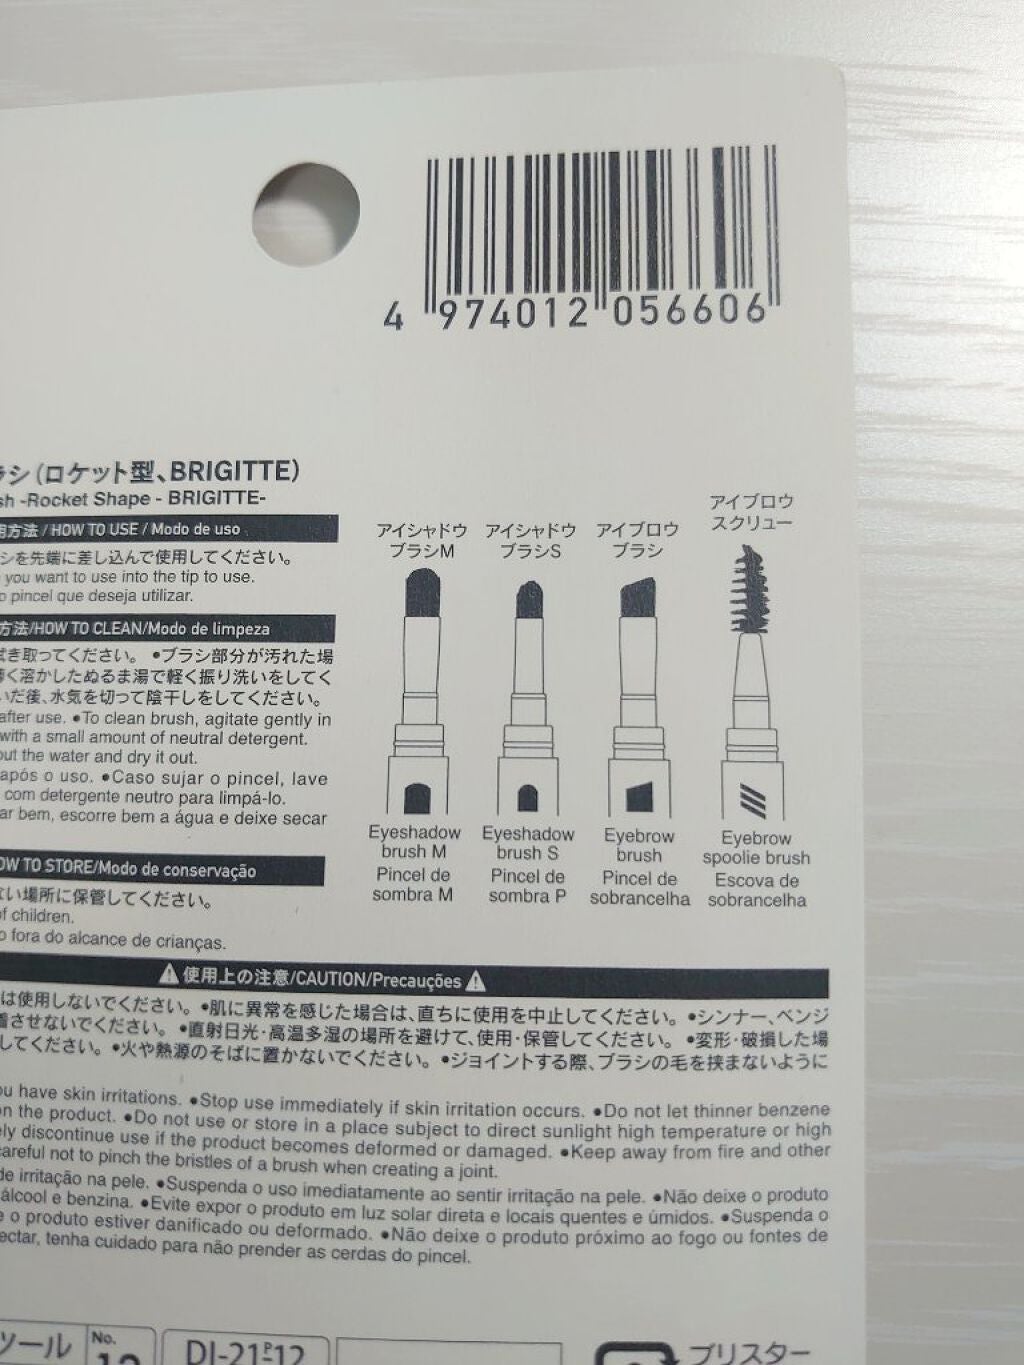 4 974012 056606
ラシ(ロケット型、BRIGITTE)
sh -Rocket Shape - BRIGITTE-
用方法 / HOW TO USE / Modo de uso
シを先端に差し込んで使用してください。
you want to use into the tip to use.
o pincel que deseja utilizar.
方法/HOW TO CLEAN/Modo de limpeza
拭き取ってください。 •ブラシ部分が汚れた場
薄く溶かしたぬるま湯で軽く振り洗いをしてく
いだ後、水気を切って陰干しをしてください。
after use. •To clean brush, agitate gently in
with a small amount of neutral detergent.
out the water and dry it out.
após o uso. •Caso sujar o pincel, lave
com detergente neutro para limpá-lo.
ar bem, escorre bem a água e deixe secar
OW TO STORE/Modo de conservação
ない場所に保管してください。
of children.
o fora do alcance de crianças.
アイシャドウ
ブラシM
アイシャドウ
ブラシS
アイブロウ
ブラシ
アイブロウ
スクリュー
Eyeshadow
brush M
Pincel de
sombra M
Eyeshadow
brush S
Pincel de
sombra P
Eyebrow
brush
Pincel de
sobrancelha
Eyebrow
spoolie brush
Escova de
sobrancelha
使用上の注意/CAUTION/Precauções
は使用しないでください。•肌に異常を感じた場合は、直ちに使用を中止してください。•シンナー、ベンジ
着させないでください。 •直射日光・高温多湿の場所を避けて、使用・保管してください。 •変形・破損した場
してください。•火や熱源のそばに置かないでください。•ジョイントする際、ブラシの毛を挟まないように
ou have skin irritations. •Stop use immediately if skin irritation occurs. •Do not let thinner benzene
on the product. •Do not use or store in a place subject to direct sunlight high temperature or high
ely discontinue use if the product becomes deformed or damaged. •Keep away from fire and other
careful not to pinch the bristles of a brush when creating a joint.
de irritação na pele. •Suspenda o uso imediatamente ao sentir irritação na pele. •Não deixe o produto
álcool e benzina. •Evite expor o produto em luz solar direta e locais quentes e úmidos. •Suspenda o
e o produto estiver danificado ou deformado. •Não deixe o produto próximo ao fogo ou fontes de
ectar, tenha cuidado para não prender as cerdas do pincel.
ツール
No.
DI-21-P-12
ブリスター